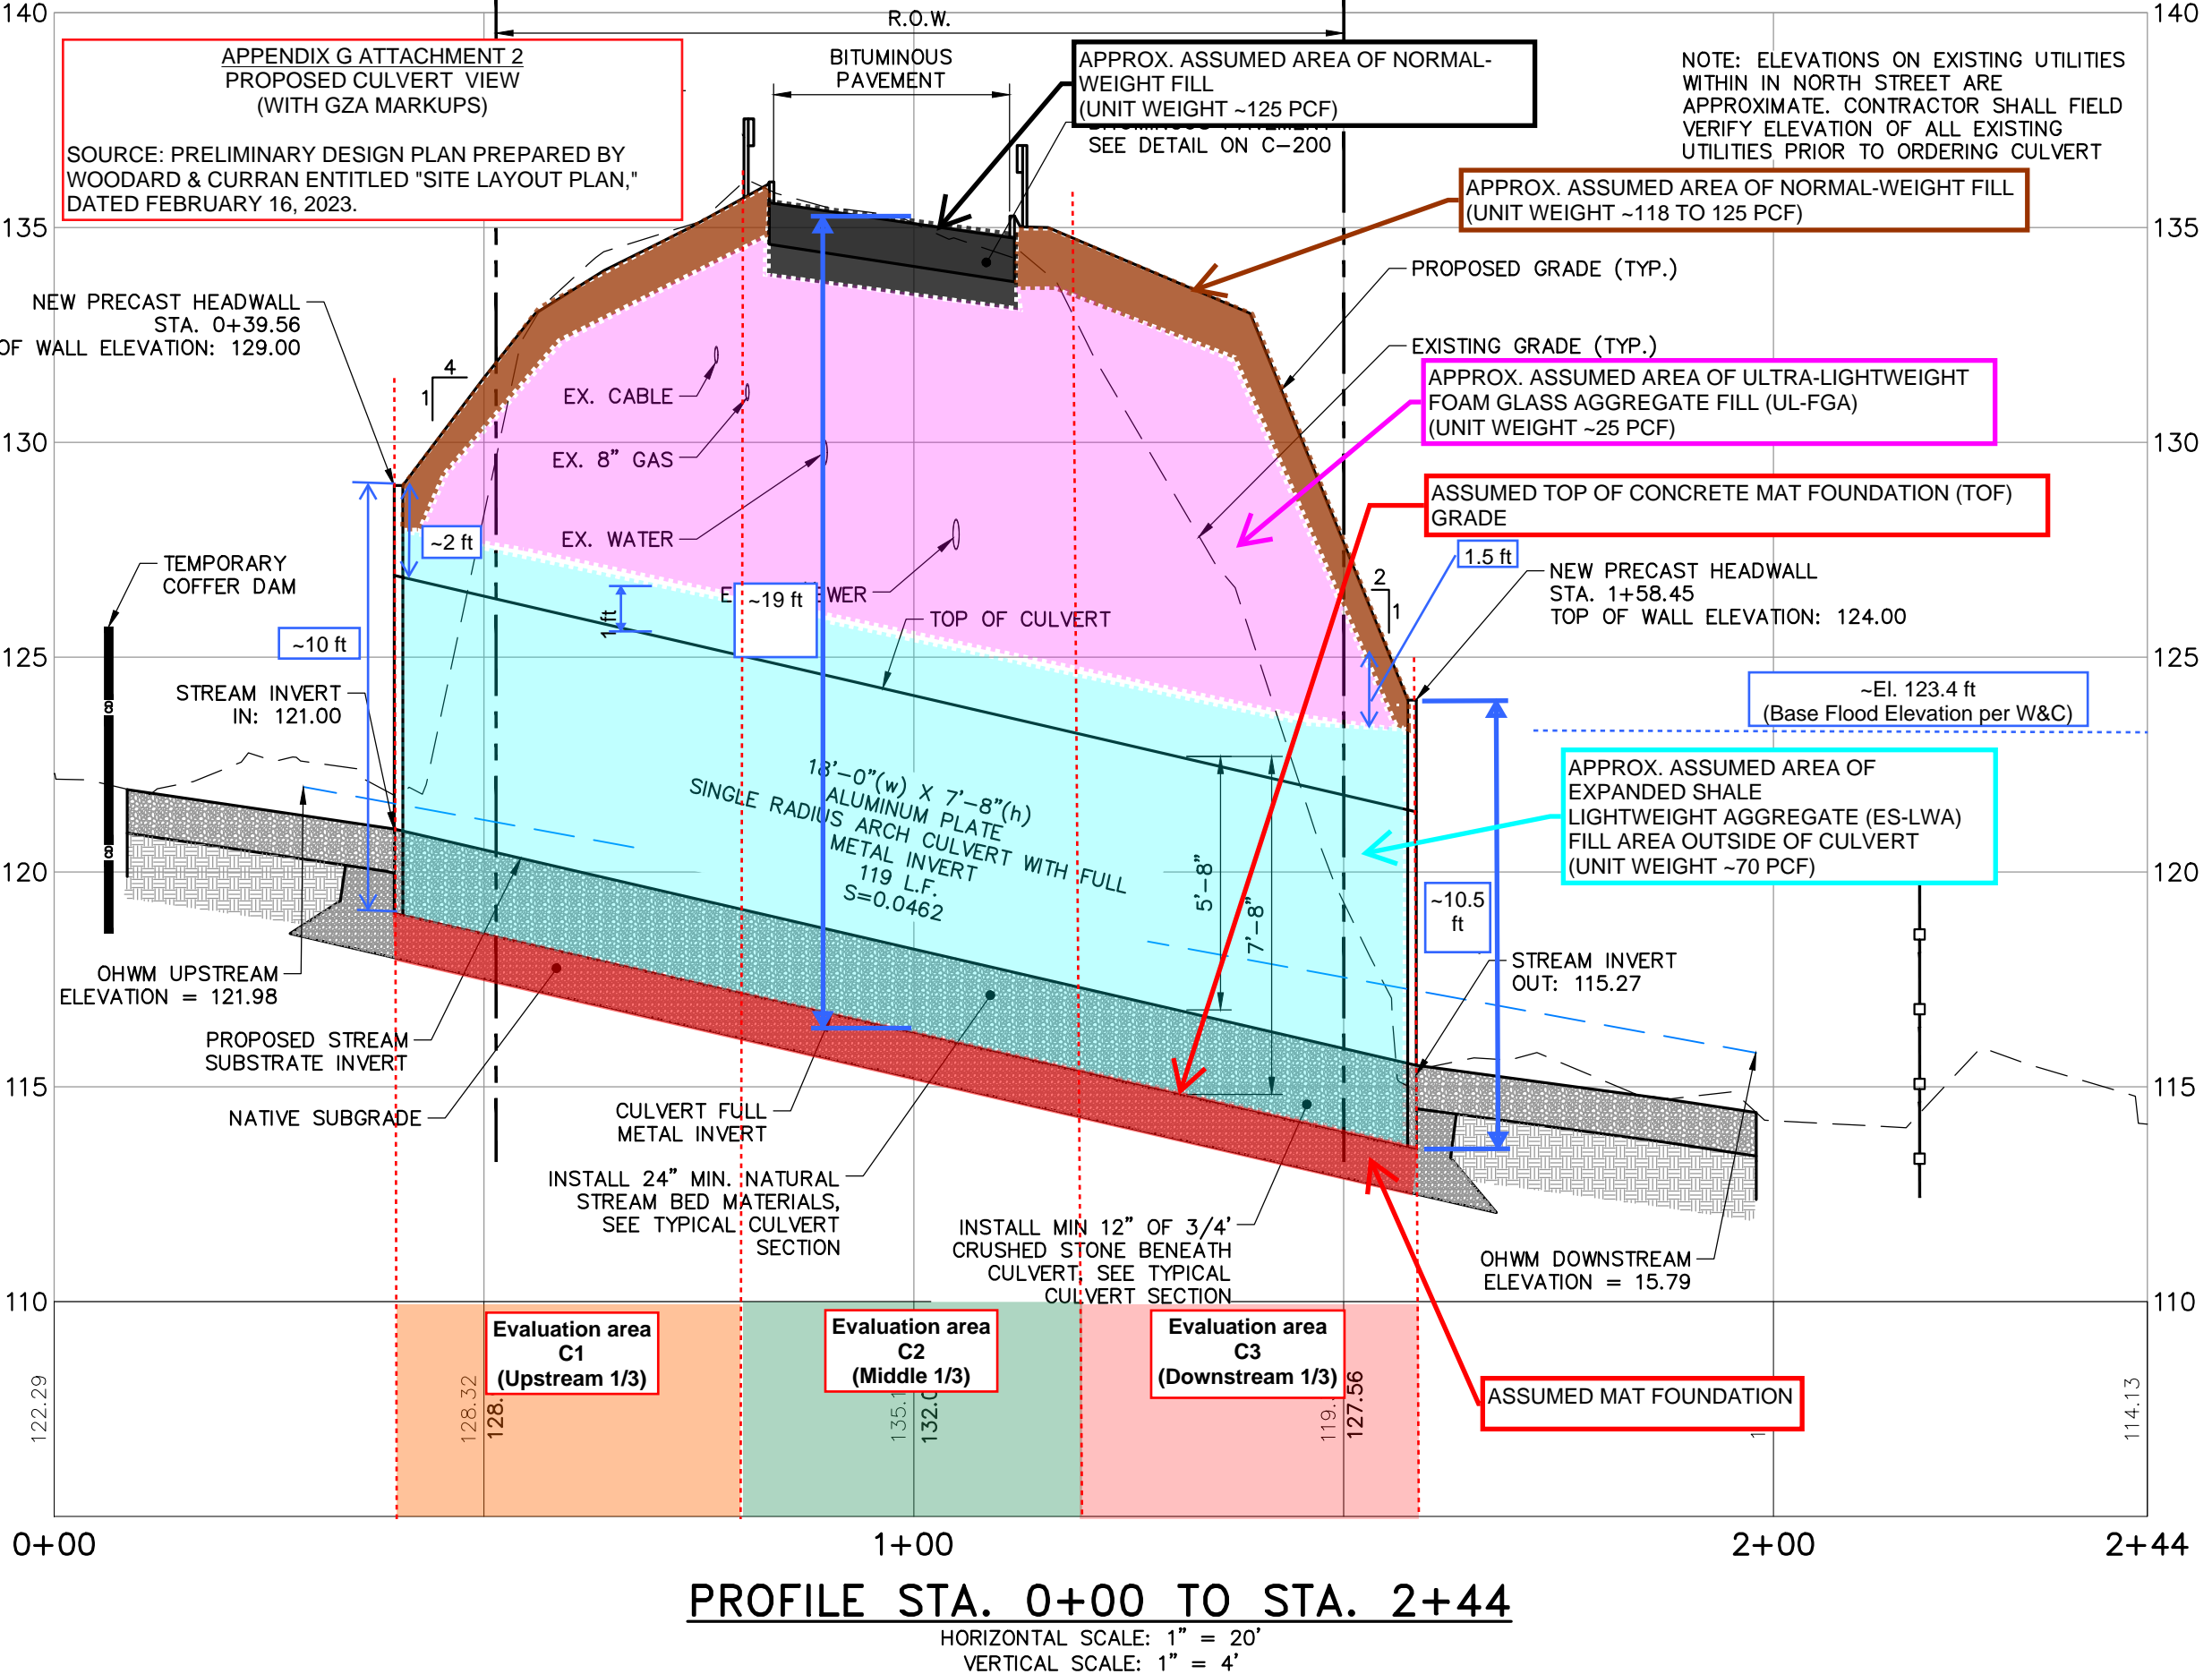 140
140
R.O.W.
APPENDIX G ATTACHMENT 2
PROPOSED CULVERT VIEW
(WITH GZA MARKUPS)
SOURCE: PRELIMINARY DESIGN PLAN PREPARED BY
WOODARD & CURRAN ENTITLED "SITE LAYOUT PLAN,"
DATED FEBRUARY 16, 2023.
BITUMINOUS
PAVEMENT
APPROX. ASSUMED AREA OF NORMAL-
WEIGHT FILL
(UNIT WEIGHT ~125 PCF)
SEE DETAIL ON C-200
NOTE: ELEVATIONS ON EXISTING UTILITIES
WITHIN IN NORTH STREET ARE
APPROXIMATE. CONTRACTOR SHALL FIELD
VERIFY ELEVATION OF ALL EXISTING
UTILITIES PRIOR TO ORDERING CULVERT
APPROX. ASSUMED AREA OF NORMAL-WEIGHT FILL
(UNIT WEIGHT ~118 TO 125 PCF)
135
135
PROPOSED GRADE (TYP.)
NEW PRECAST HEADWALL
STA. 0+39.56
OF WALL ELEVATION: 129.00
EXISTING GRADE (TYP.)
4
1
EX. CABLE
APPROX. ASSUMED AREA OF ULTRA-LIGHTWEIGHT
FOAM GLASS AGGREGATE FILL (UL-FGA)
(UNIT WEIGHT ~25 PCF)
130
130
EX. 8" GAS
ASSUMED TOP OF CONCRETE MAT FOUNDATION (TOF)
GRADE
~2 ft
EX. WATER
TEMPORARY
COFFER DAM
1.5 ft
NEW PRECAST HEADWALL
STA. 1+58.45
TOP OF WALL ELEVATION: 124.00
2
1
~19 ft
1 ft
TOP OF CULVERT
~10 ft
125
125
STREAM INVERT
IN: 121.00
~El. 123.4 ft
(Base Flood Elevation per W&C)
8
8
18'-0"(w) X 7'-8"(h)
ALUMINUM PLATE
SINGLE RADIUS ARCH CULVERT WITH FULL
METAL INVERT
119 L.F.
S=0.0462
APPROX. ASSUMED AREA OF
EXPANDED SHALE
LIGHTWEIGHT AGGREGATE (ES-LWA)
FILL AREA OUTSIDE OF CULVERT
(UNIT WEIGHT ~70 PCF)
120
120
5'-8"
7'-8"
~10.5
ft
OHWM UPSTREAM
ELEVATION = 121.98
STREAM INVERT
OUT: 115.27
PROPOSED STREAM
SUBSTRATE INVERT
115
115
NATIVE SUBGRADE
CULVERT FULL
METAL INVERT
INSTALL 24" MIN. NATURAL
STREAM BED MATERIALS,
SEE TYPICAL CULVERT
SECTION
INSTALL MIN 12" OF 3/4'
CRUSHED STONE BENEATH
CULVERT, SEE TYPICAL
CULVERT SECTION
OHWM DOWNSTREAM
ELEVATION = 15.79
110
110
Evaluation area
C1
(Upstream 1/3)
Evaluation area
C2
(Middle 1/3)
Evaluation area
C3
(Downstream 1/3)
ASSUMED MAT FOUNDATION
122.29
128.32
128.
135.1
132.0
119.
127.56
114.13
0+00
1+00
2+00
2+44
PROFILE STA. 0+00 TO STA. 2+44
HORIZONTAL SCALE: 1" = 20'
VERTICAL SCALE: 1" = 4'